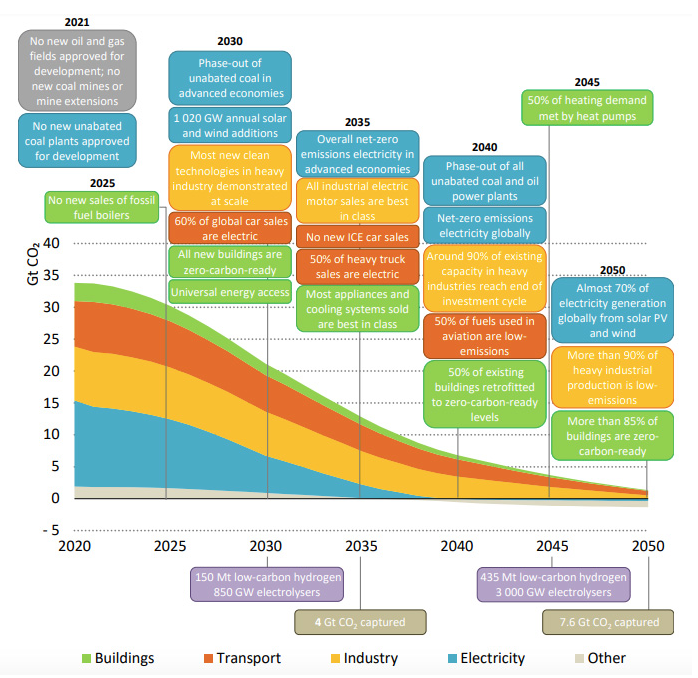 2021
No new oil and gas
fields approved for
development; no
new coal mines or
mine extensions
No new unabated
coal plants approved
for development
2025
No new sales of fossil
fuel boilers
2030
Phase-out of
unabated coal in
advanced economies
1 020 GW annual solar
and wind additions
Most new clean
technologies in heavy
industry demonstrated
at scale
60% of global car sales
are electric
All new buildings are
zero-carbon-ready
Universal energy access
2035
Overall net-zero
emissions electricity in
advanced economies
All industrial electric
motor sales are best
in class
No new ICE car sales
50% of heavy truck
sales are electric
Most appliances and
cooling systems sold
are best in class
2040
Phase-out of all
unabated coal and oil
power plants
Net-zero emissions
electricity globally
Around 90% of existing
capacity in heavy
industries reach end of
investment cycle
50% of fuels used in
aviation are low-
emissions
50% of existing
buildings retrofitted
to zero-carbon-ready
levels
2045
50% of heating demand
met by heat pumps
2050
Almost 70% of
electricity generation
globally from solar PV
and wind
More than 90% of
heavy industrial
production is low-
emissions
More than 85% of
buildings are zero-
carbon-ready
Gt CO₂
40
35
30
25
20
15
10
5
0
- 5
2020
2025
2030
2035
2040
2045
2050
150 Mt low-carbon hydrogen
850 GW electrolysers
435 Mt low-carbon hydrogen
3 000 GW electrolysers
4 Gt CO₂ captured
7.6 Gt CO₂ captured
Buildings
Transport
Industry
Electricity
Other